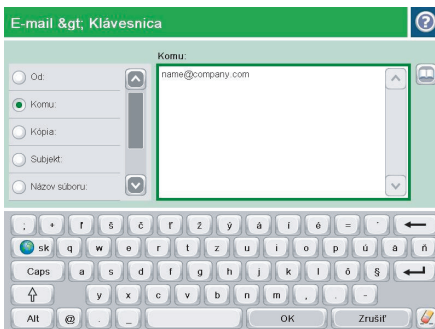 E-mail &gt; Klávesnica
?
Komu:
Od:
Komu:
Kópia:
Subjekt:
Názov súboru:
name@company.com
; + ľ š č ť ž ý á í é = ´
sk q w e r t z u i o p ú ä ň
Caps a s d f g h j k l ô §
y x c v b n m , . -
Alt @ . _ OK Zrušiť